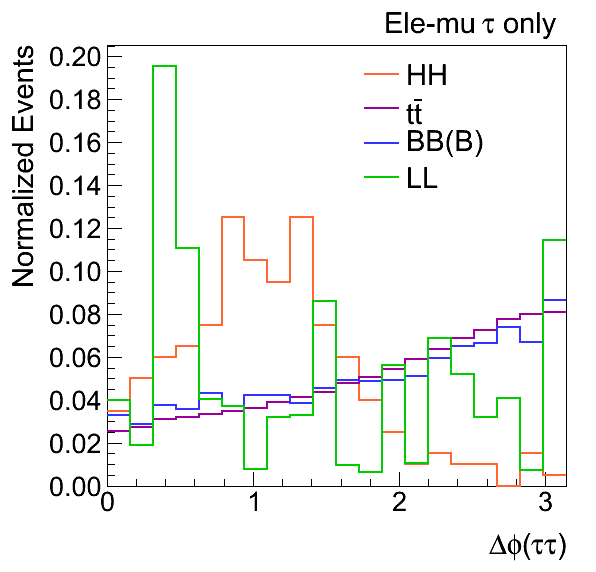 Ele-mu τ only
Normalized Events
0.20
0.18
0.16
0.14
0.12
0.10
0.08
0.06
0.04
0.02
0.00
HH
tt̄
BB(B)
LL
0 1 2 3
Δϕ(ττ)